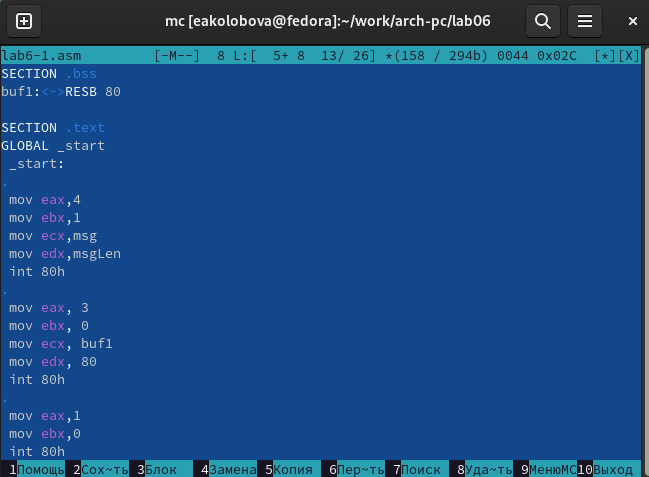 mc [eakolobova@fedora]:~/work/arch-pc/lab06
lab6-1.asm [-M--] 8 L:[ 5+ 8 13/ 26] *(158 / 294b) 0044 0x02C [*][X]
SECTION .bss
buf1:<->RESB 80
SECTION .text
GLOBAL _start
_start:
.
mov eax,4
mov ebx,1
mov ecx,msg
mov edx,msgLen
int 80h
.
mov eax, 3
mov ebx, 0
mov ecx, buf1
mov edx, 80
int 80h
.
mov eax,1
mov ebx,0
int 80h
1Помощь 2Сох~ть 3Блок 4Замена 5Копия 6Пер~ть 7Поиск 8Уда~ть 9МенюМС 10Выход